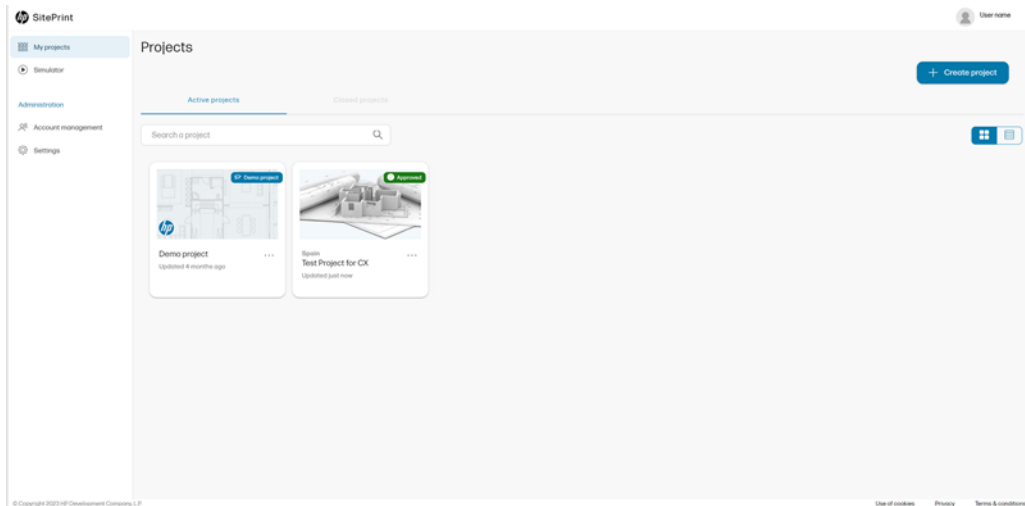 hp SitePrint
User name
My projects
Simulator
Administration
Account management
Settings
Projects
+ Create project
Active projects
Closed projects
Search a project
Demo project
hp
Demo project
...
Updated 4 months ago
Approved
Spain
Test Project for CX
...
Updated just now
© Copyright 2023 HP Development Company, L.P.
Use of cookies
Privacy
Terms & conditions